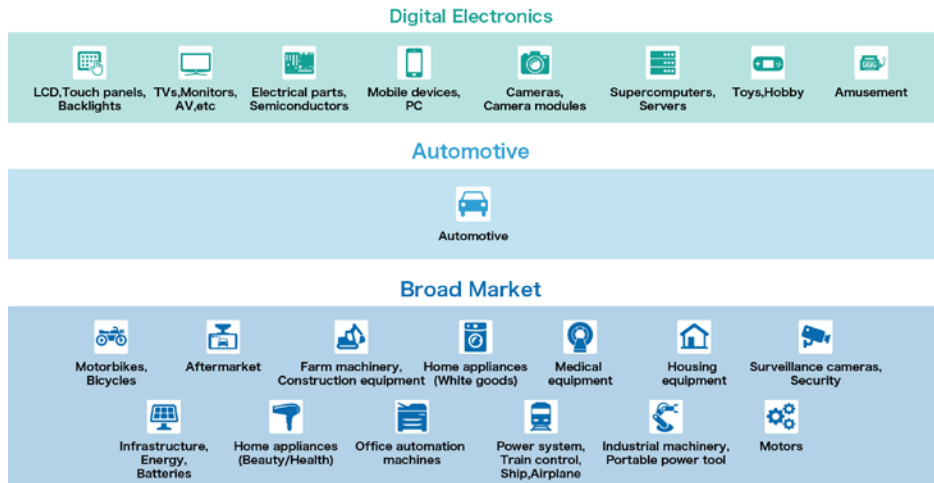 Digital Electronics
LCD,Touch panels,
Backlights
TVs,Monitors,
AV,etc
Electrical parts,
Semiconductors
Mobile devices,
PC
Cameras,
Camera modules
Supercomputers,
Servers
Toys,Hobby
Amusement
Automotive
Automotive
Broad Market
Motorbikes,
Bicycles
Aftermarket
Farm machinery,
Construction equipment
Home appliances
(White goods)
Medical
equipment
Housing
equipment
Surveillance cameras,
Security
Infrastructure,
Energy,
Batteries
Home appliances
(Beauty/Health)
Office automation
machines
Power system,
Train control,
Ship,Airplane
Industrial machinery,
Portable power tool
Motors